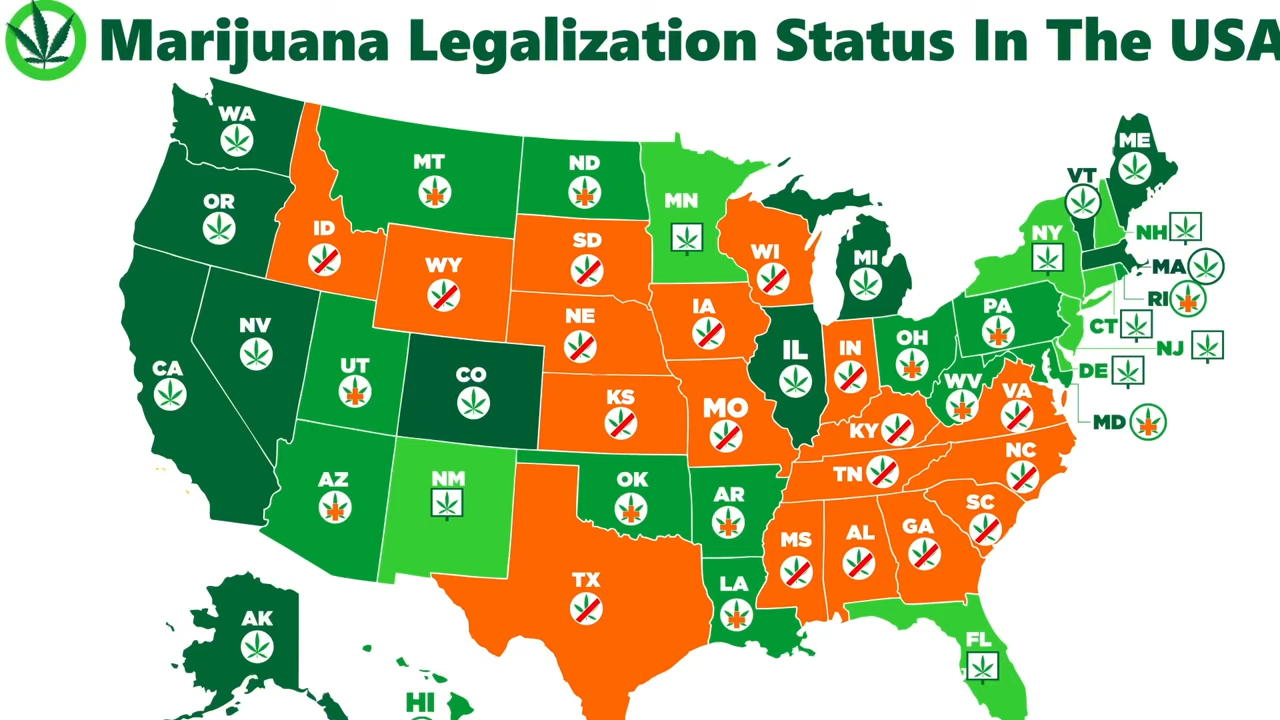 Marijuana Legalization Status In The USA
WA
ME
MT
ND
VT
OR
MN
ID
SD
WI
MI
NY
NH
WY
MA
RI
NE
IA
PA
CT
NV
IL
IN
OH
NJ
CA
UT
CO
WV
DE
KS
MO
KY
VA
MD
TN
NC
AZ
NM
OK
AR
SC
MS
AL
GA
TX
LA
AK
FL
HI